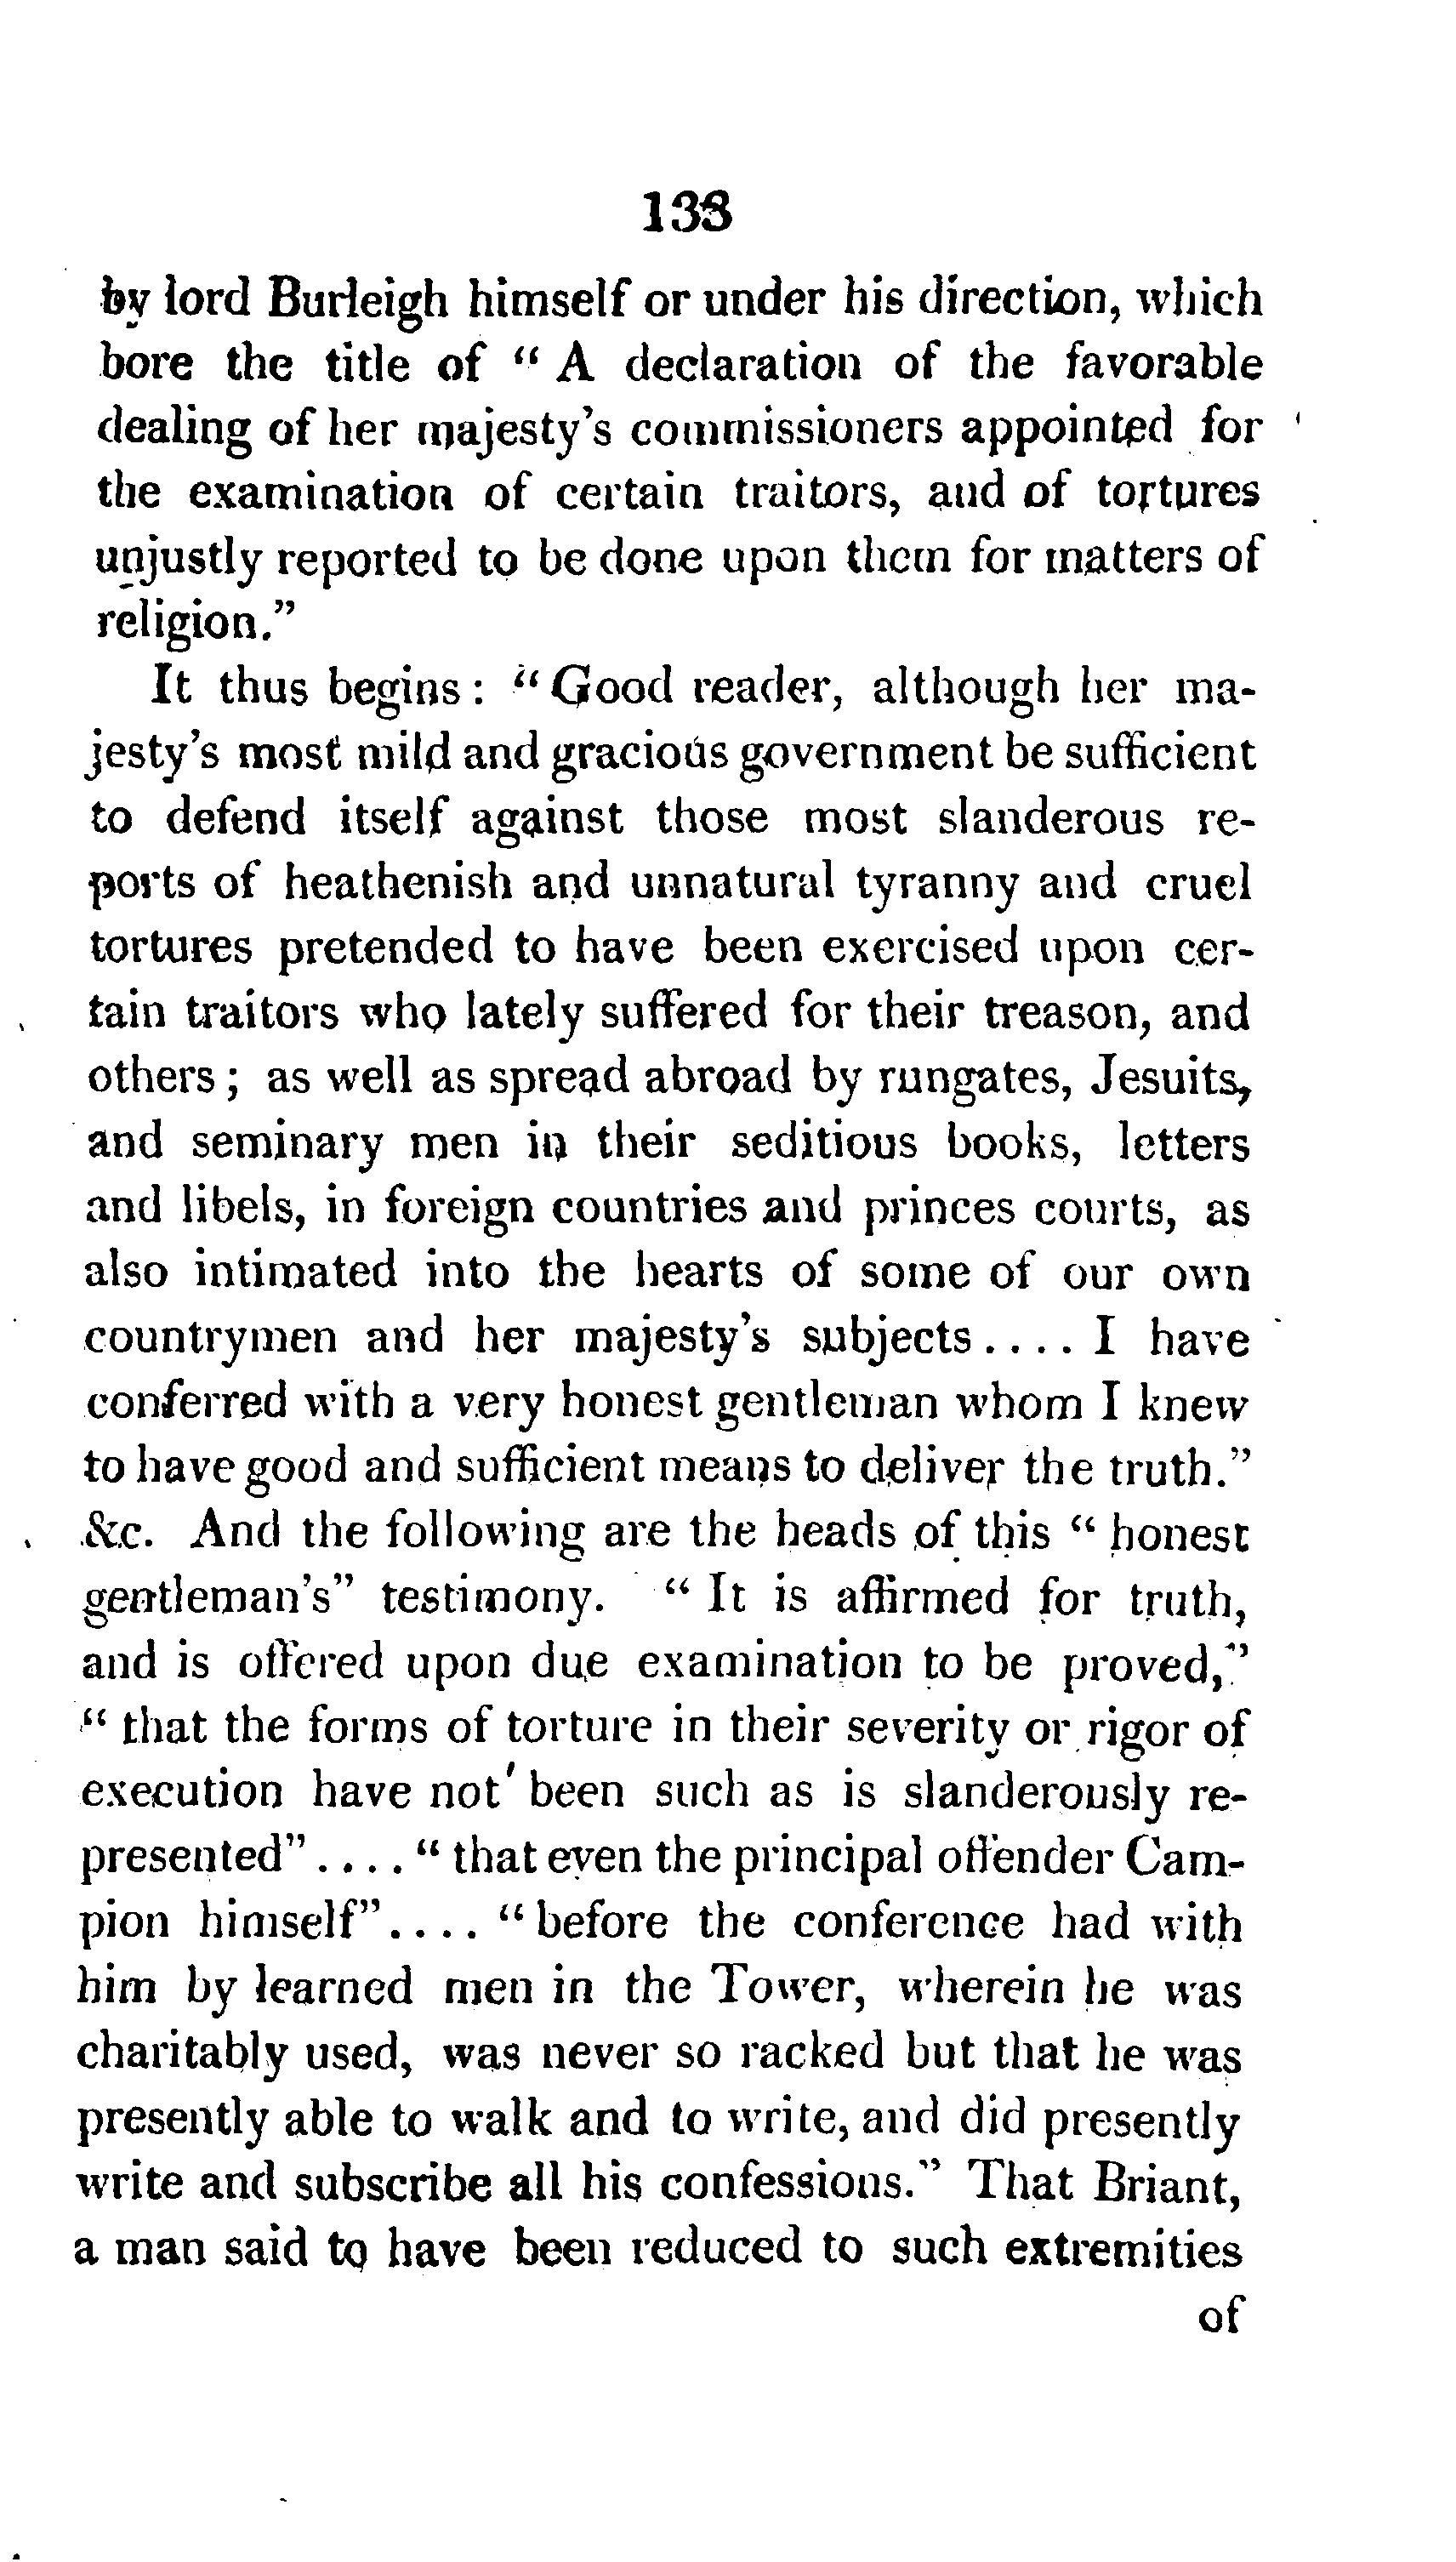 138
by lord Burleigh himself or under his direction, which
bore the title of “ A declaration of the favorable
dealing of her majesty's commissioners appointed for
the examination of certain traitors, and of tortures
unjustly reported to be done upon them for matters of
religion.”
It thus begins : “ Good reader, although her ma-
jesty's most mild and gracious government be sufficient
to defend itself against those most slanderous re-
ports of heathenish and unnatural tyranny and cruel
tortures pretended to have been exercised upon cer-
tain traitors who lately suffered for their treason, and
others ; as well as spread abroad by rungates, Jesuits,
and seminary men in their seditious books, letters
and libels, in foreign countries and princes courts, as
also intimated into the hearts of some of our own
countrymen and her majesty's subjects . . . . I have
conferred with a very honest gentleman whom I knew
to have good and sufficient means to deliver the truth.”
&c. And the following are the heads of this “ honest
gentleman's” testimony. “ It is affirmed for truth,
and is offered upon due examination to be proved,”
“ that the forms of torture in their severity or rigor of
execution have not been such as is slanderously re-
presented” . . . . “ that even the principal offender Cam-
pion himself” . . . . “ before the conference had with
him by learned men in the Tower, wherein he was
charitably used, was never so racked but that he was
presently able to walk and to write, and did presently
write and subscribe all his confessions.” That Briant,
a man said to have been reduced to such extremities
of